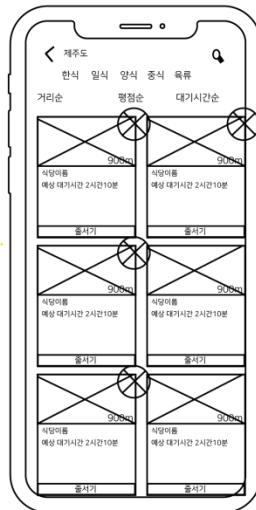 제주도
한식 일식 양식 중식 육류
거리순 평점순 대기시간순
900m 900m
식당이름 식당이름
예상 대기시간 2시간10분 예상 대기시간 2시간10분
줄서기 줄서기
900m 900m
식당이름 식당이름
예상 대기시간 2시간10분 예상 대기시간 2시간10분
줄서기 줄서기
900m 900m
식당이름 식당이름
예상 대기시간 2시간10분 예상 대기시간 2시간10분
줄서기 줄서기